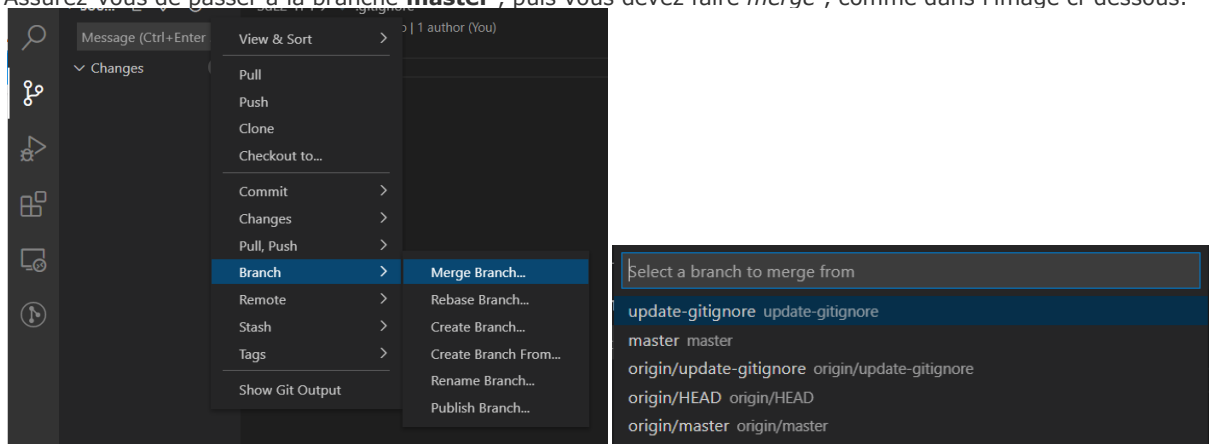 Assurez-vous de passer à la branche master , puis vous devez faire merge , comme dans l'image ci-dessous.
.gitignore
Message (Ctrl+Enter
View & Sort
| 1 author (You)
Changes
Pull
Push
Clone
Checkout to...
Commit
Changes
Pull, Push
Branch
Merge Branch...
Remote
Rebase Branch...
Stash
Create Branch...
Tags
Create Branch From...
Rename Branch...
Show Git Output
Publish Branch...
Select a branch to merge from
update-gitignore update-gitignore
master master
origin/update-gitignore origin/update-gitignore
origin/HEAD origin/HEAD
origin/master origin/master